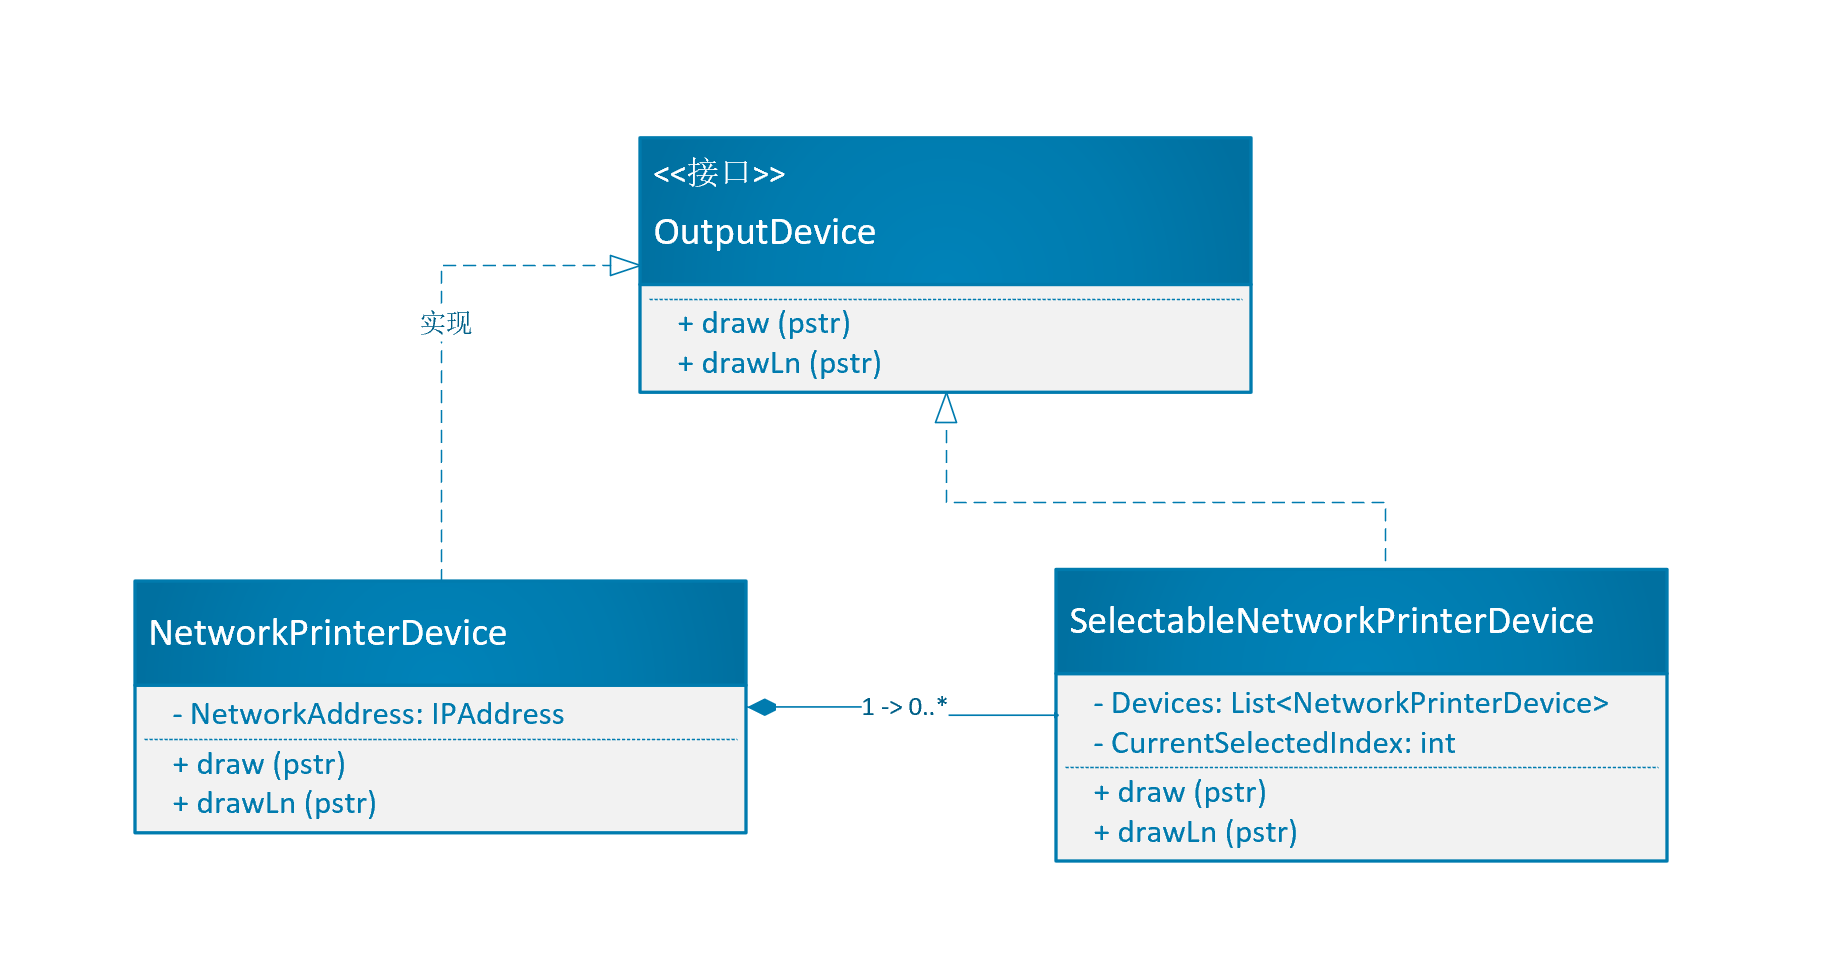 <<接口>>
OutputDevice
+ draw (pstr)
+ drawLn (pstr)
实现
NetworkPrinterDevice
- NetworkAddress: IPAddress
+ draw (pstr)
+ drawLn (pstr)
1 -> 0..*
SelectableNetworkPrinterDevice
- Devices: List<NetworkPrinterDevice>
- CurrentSelectedIndex: int
+ draw (pstr)
+ drawLn (pstr)